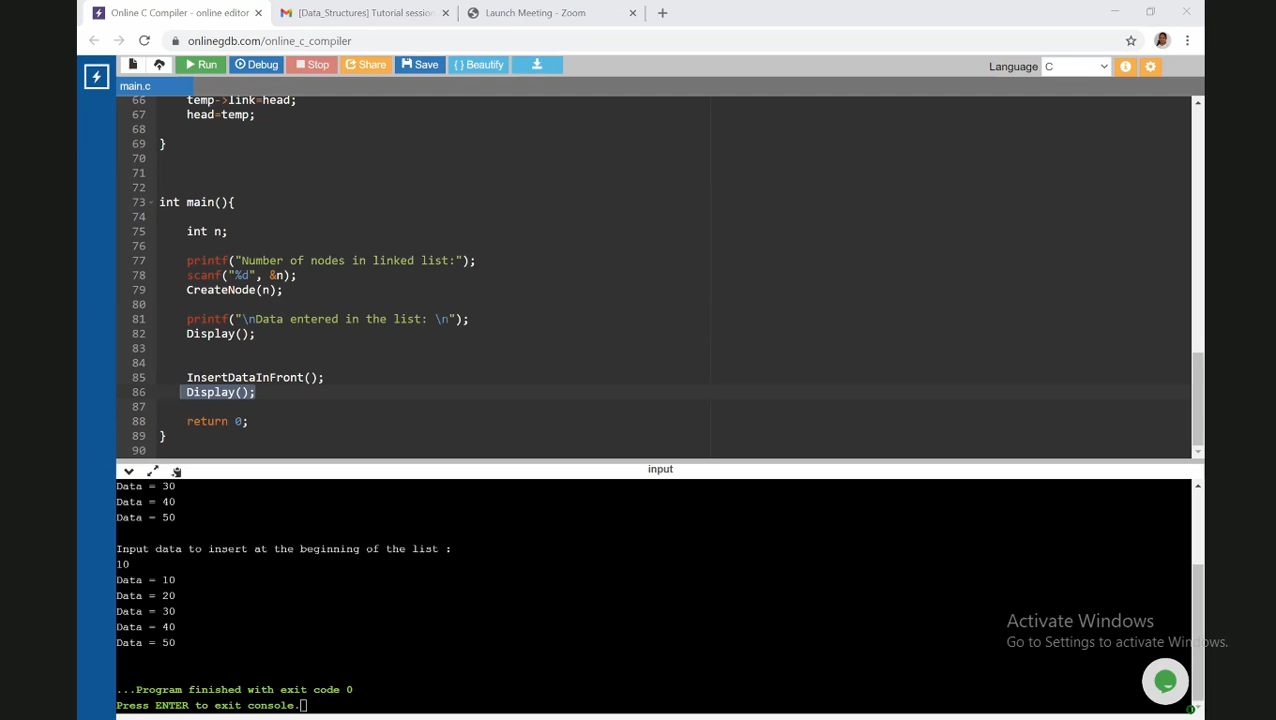 Online C Compiler - online editor
[Data_Structures] Tutorial session
Launch Meeting - Zoom
onlinegdb.com/online_c_compiler
Run Debug Stop Share Save { } Beautify
Language C
main.c
66 temp->link=head;
67 head=temp;
68
69 }
70
71
72
73 int main(){
74
75 int n;
76
77 printf("Number of nodes in linked list:");
78 scanf("%d", &n);
79 CreateNode(n);
80
81 printf("\nData entered in the list: \n");
82 Display();
83
84
85 InsertDataInFront();
86 Display();
87
88 return 0;
89 }
90
input
Data = 30
Data = 40
Data = 50
Input data to insert at the beginning of the list :
10
Data = 10
Data = 20
Data = 30
Data = 40
Data = 50
...Program finished with exit code 0
Press ENTER to exit console.
Activate Windows
Go to Settings to activate Windows.